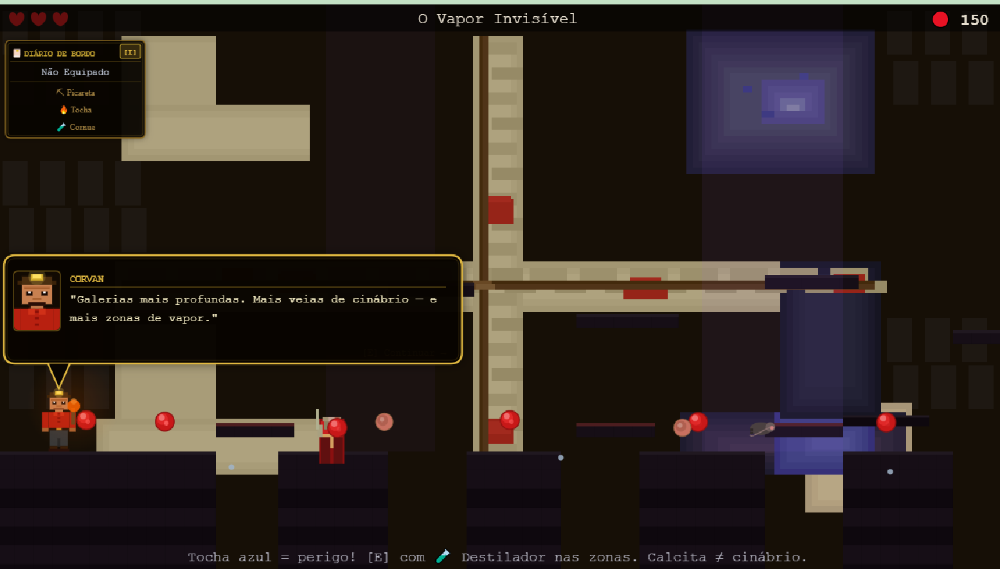 O Vapor Invisível
150
DIÁRIO DE BORDO [I]
Não Equipado
Picareta
Tocha
Cornue
CORVAN
"Galerias mais profundas. Mais veias de cinábrio — e
mais zonas de vapor."
Tocha azul = perigo! [E] com Destilador nas zonas. Calcita ≠ cinábrio.